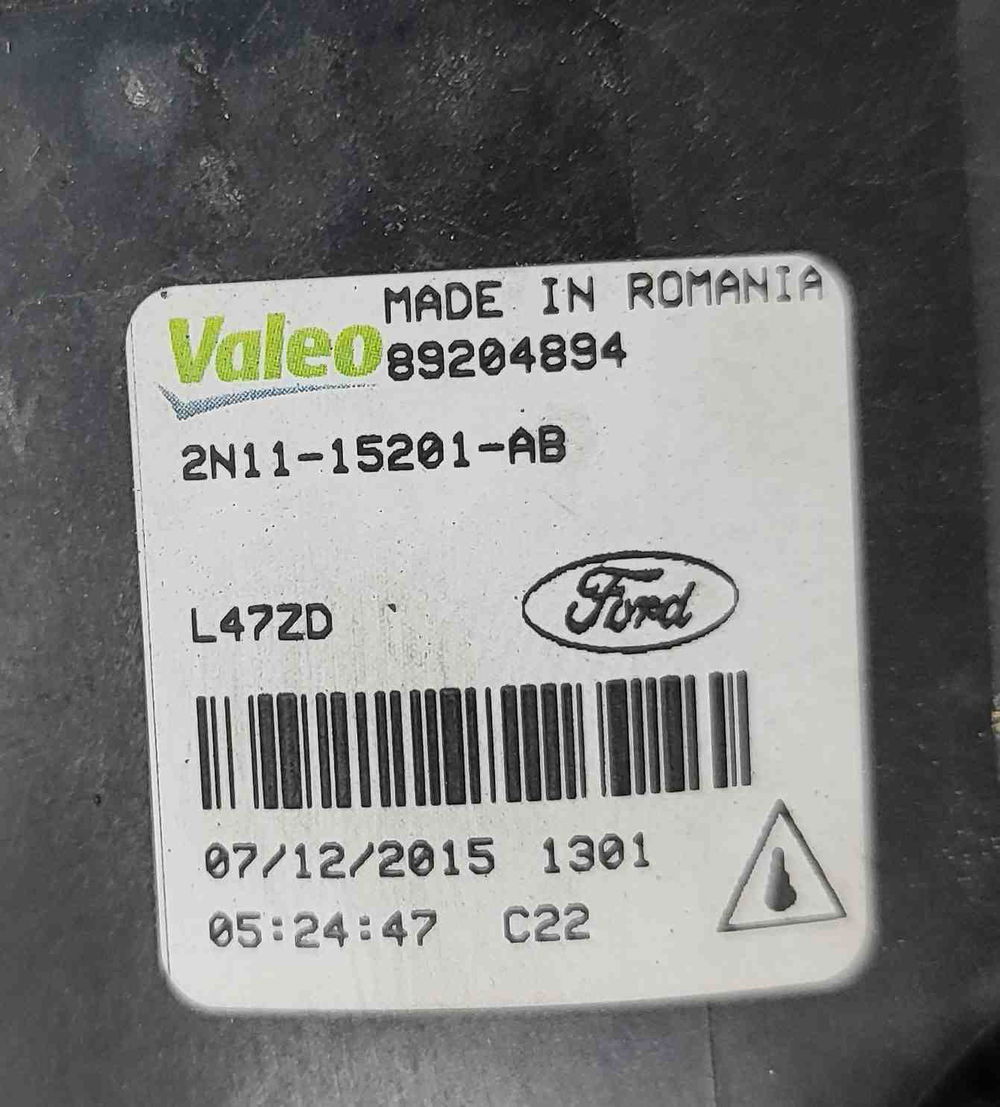 MADE IN ROMANIA
Valeo 89204894
2N11-15201-AB
L47ZD
Ford
07/12/2015 1301
05:24:47 C22